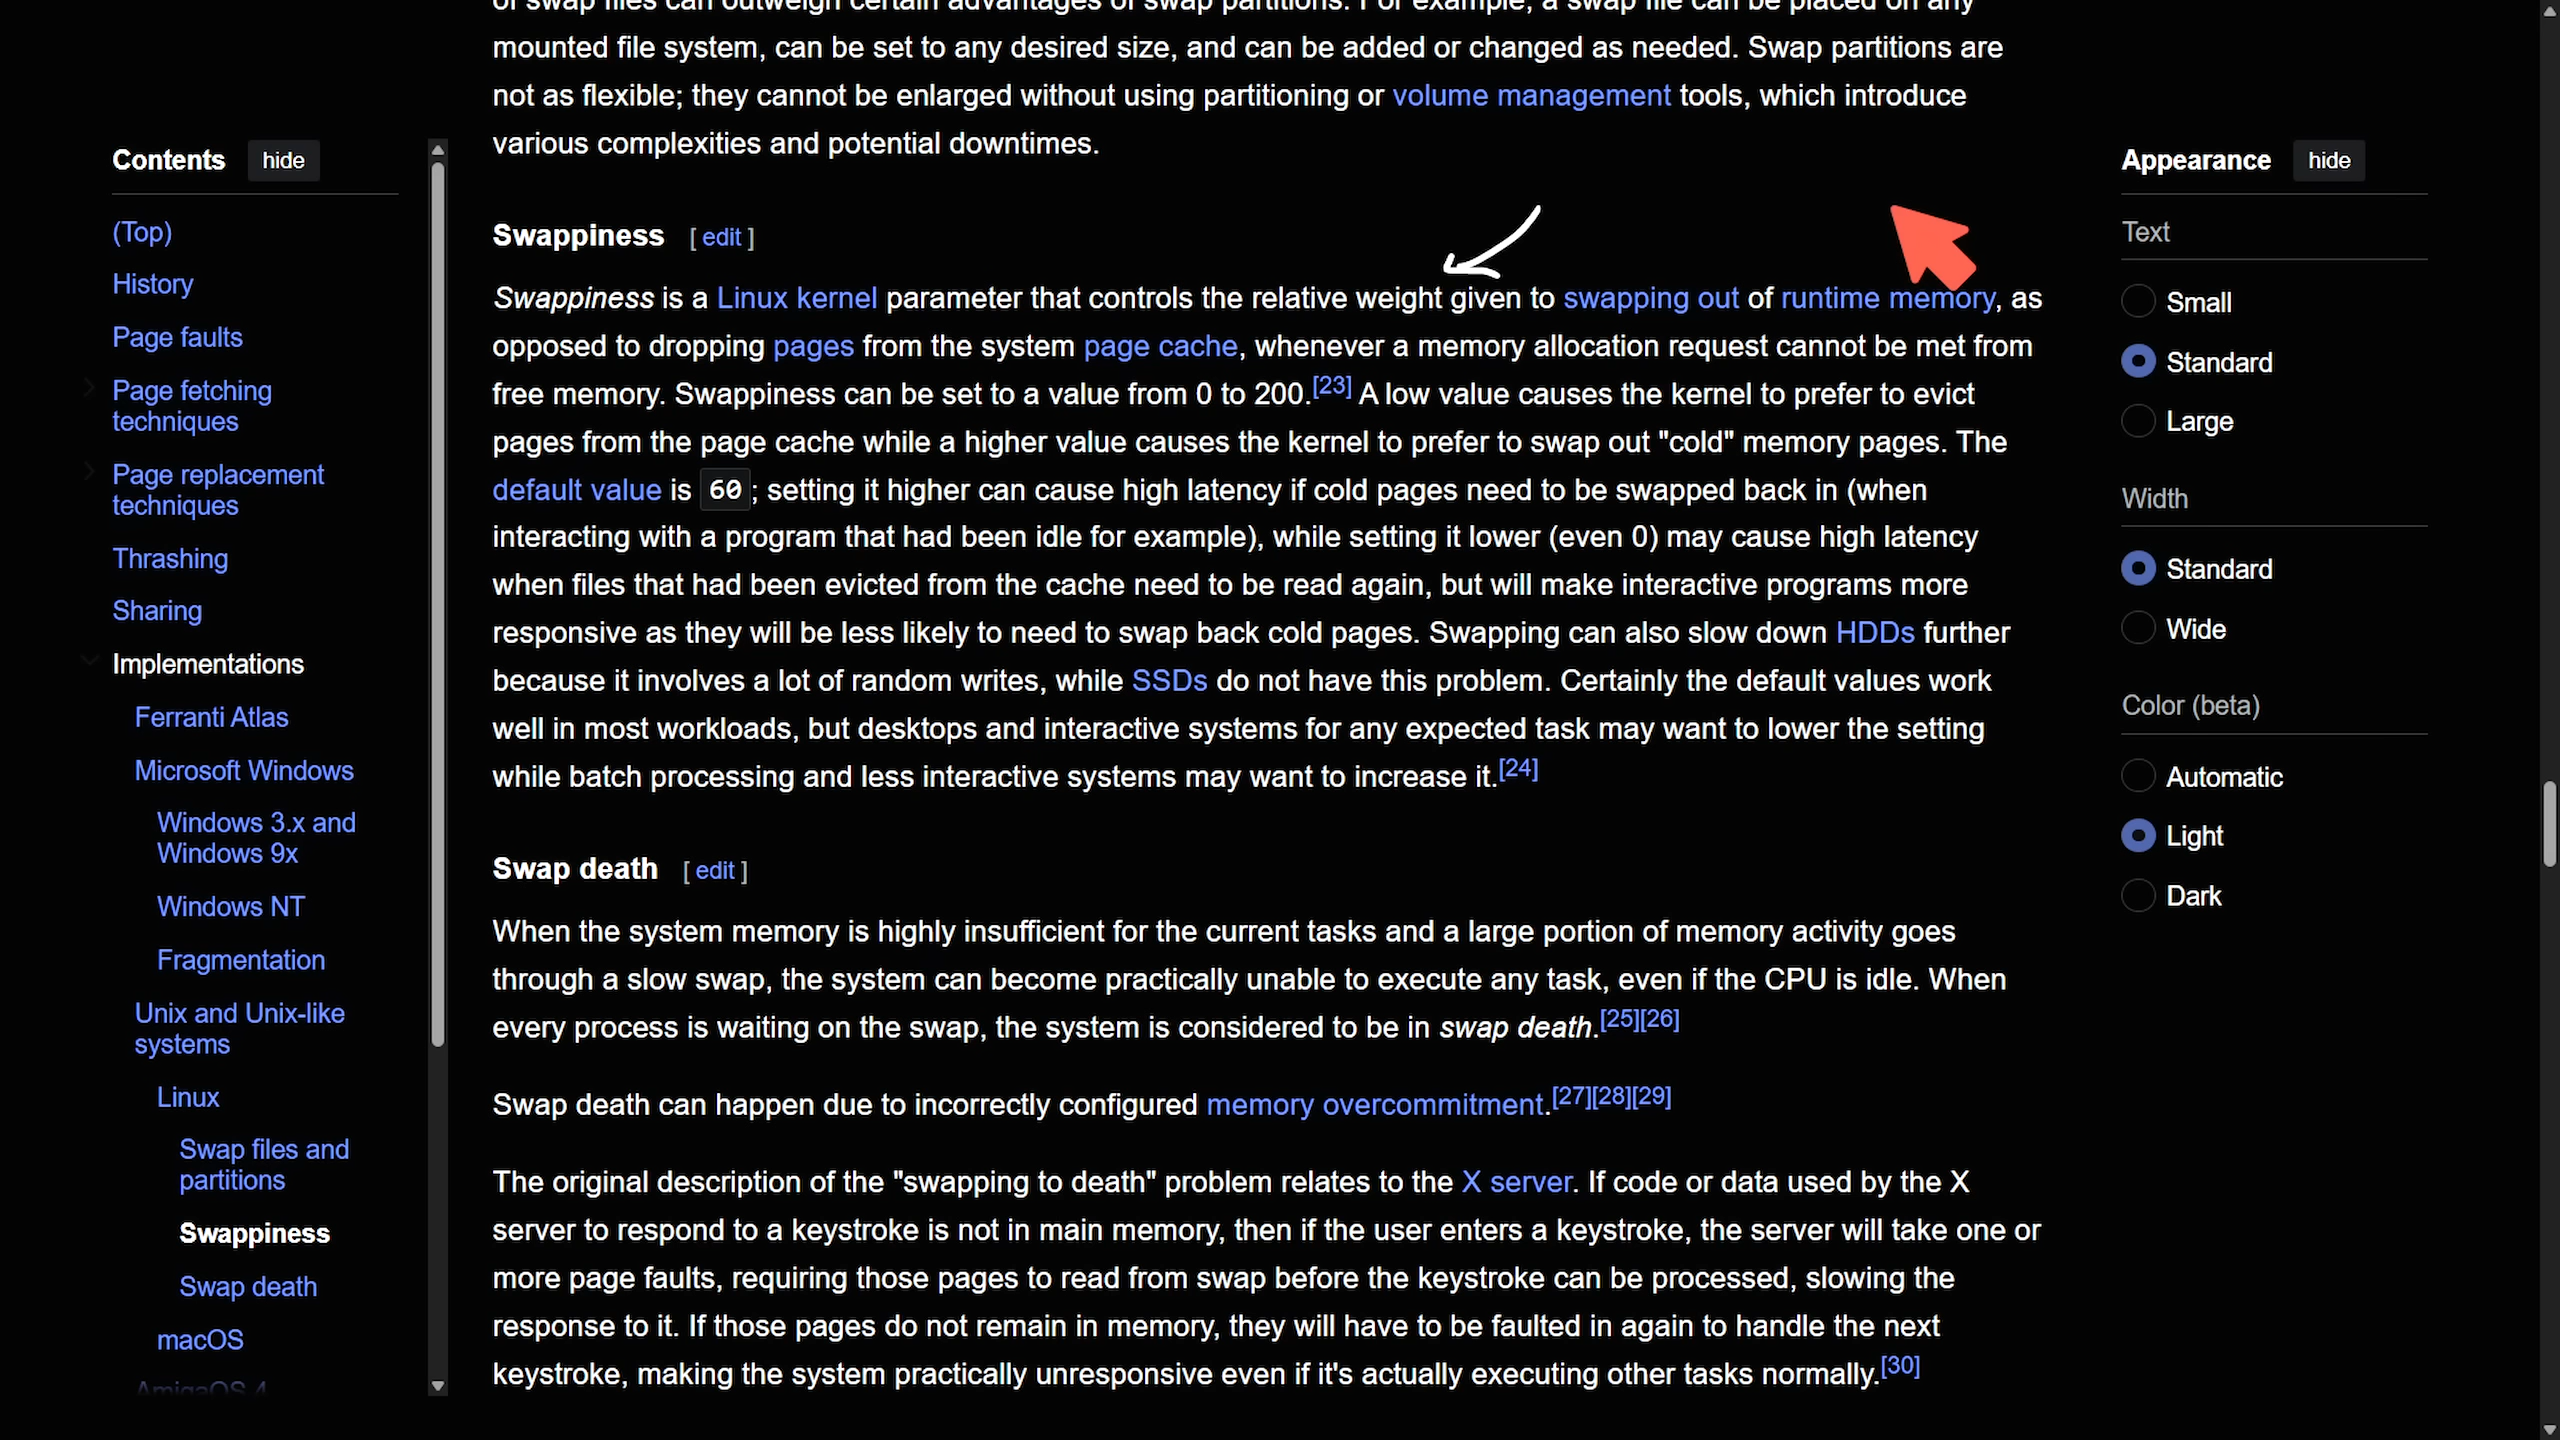 of swap files can outweigh certain advantages of swap partitions. For example, a swap file can be placed on any
mounted file system, can be set to any desired size, and can be added or changed as needed. Swap partitions are
not as flexible; they cannot be enlarged without using partitioning or volume management tools, which introduce
various complexities and potential downtimes.
Contents hide
(Top)
History
Page faults
Page fetching
techniques
Page replacement
techniques
Thrashing
Sharing
Implementations
Ferranti Atlas
Microsoft Windows
Windows 3.x and
Windows 9x
Windows NT
Fragmentation
Unix and Unix-like
systems
Linux
Swap files and
partitions
Swappiness
Swap death
macOS
AmigaOS 4
Swappiness [ edit ]
Swappiness is a Linux kernel parameter that controls the relative weight given to swapping out of runtime memory, as
opposed to dropping pages from the system page cache, whenever a memory allocation request cannot be met from
free memory. Swappiness can be set to a value from 0 to 200.[23] A low value causes the kernel to prefer to evict
pages from the page cache while a higher value causes the kernel to prefer to swap out "cold" memory pages. The
default value is 60; setting it higher can cause high latency if cold pages need to be swapped back in (when
interacting with a program that had been idle for example), while setting it lower (even 0) may cause high latency
when files that had been evicted from the cache need to be read again, but will make interactive programs more
responsive as they will be less likely to need to swap back cold pages. Swapping can also slow down HDDs further
because it involves a lot of random writes, while SSDs do not have this problem. Certainly the default values work
well in most workloads, but desktops and interactive systems for any expected task may want to lower the setting
while batch processing and less interactive systems may want to increase it.[24]
Swap death [ edit ]
When the system memory is highly insufficient for the current tasks and a large portion of memory activity goes
through a slow swap, the system can become practically unable to execute any task, even if the CPU is idle. When
every process is waiting on the swap, the system is considered to be in swap death.[25][26]
Swap death can happen due to incorrectly configured memory overcommitment.[27][28][29]
The original description of the "swapping to death" problem relates to the X server. If code or data used by the X
server to respond to a keystroke is not in main memory, then if the user enters a keystroke, the server will take one or
more page faults, requiring those pages to read from swap before the keystroke can be processed, slowing the
response to it. If those pages do not remain in memory, they will have to be faulted in again to handle the next
keystroke, making the system practically unresponsive even if it's actually executing other tasks normally.[30]
Appearance hide
Text
Small
Standard
Large
Width
Standard
Wide
Color (beta)
Automatic
Light
Dark